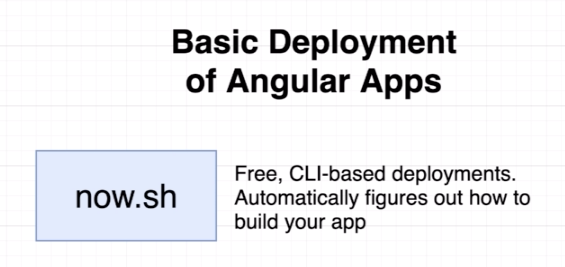 Basic Deployment
of Angular Apps
now.sh
Free, CLI-based deployments.
Automatically figures out how to
build your app